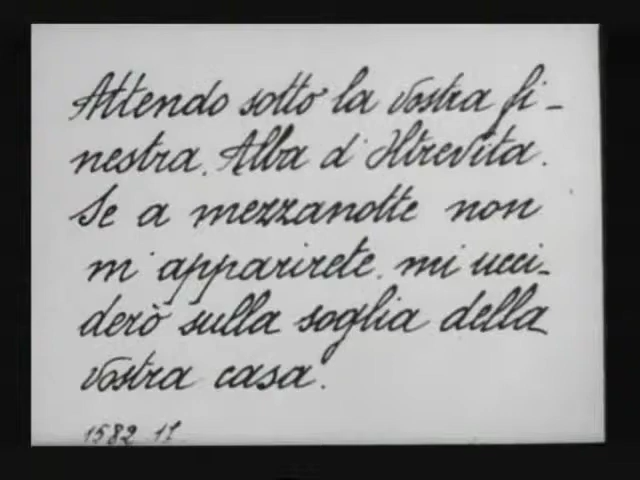 Attendo sotto la vostra fi-
nestra, Alba d'Oltrevita.
Se a mezzanotte non
m'apparirete, mi ucci-
derò sulla soglia della
vostra casa.
1582